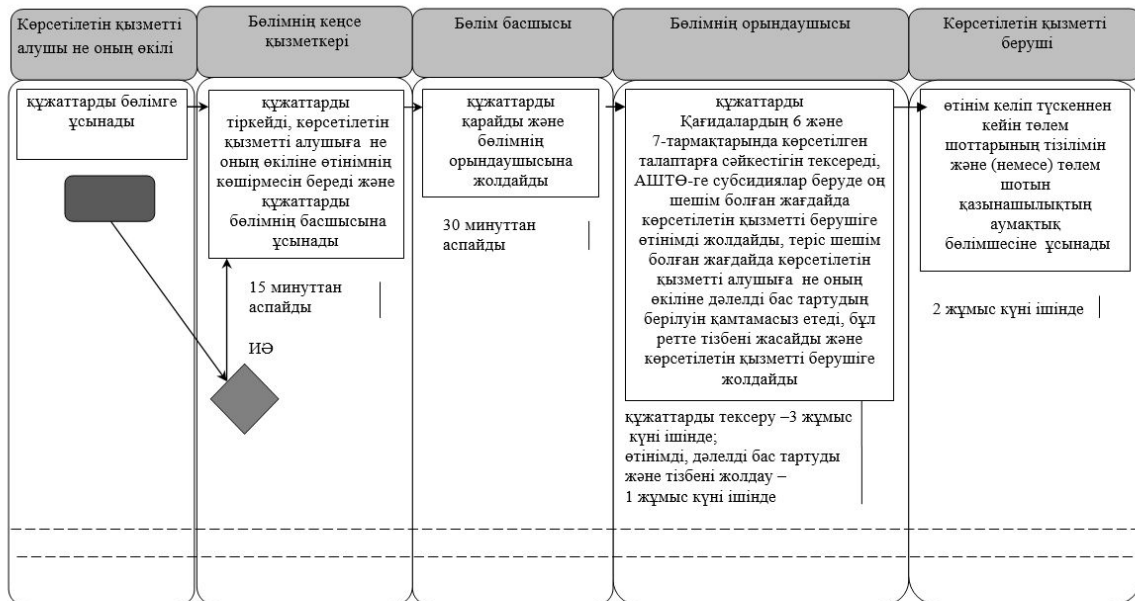 Көрсетілетін қызметті
алушы не оның өкілі
Бөлімнің кеңсе
қызметкері
Бөлім басшысы
Бөлімнің орындаушысы
Көрсетілетін қызметті
беруші
құжаттарды бөлімге
ұсынады
құжаттарды
тіркейді, көрсетілетін
қызметті алушыға не
оның өкіліне өтінімнің
көшірмесін береді және
құжаттарды
бөлімнің басшысына
ұсынады
15 минуттан
аспайды
ИӘ
құжаттарды
қарайды және
бөлімнің
орындаушысына
жолдайды
30 минуттан
аспайды
құжаттарды
Қағидалардың 6 және
7-тармақтарында көрсетілген
талаптарға сәйкестігін тексереді,
АШТӨ-ге субсидиялар беруде оң
шешім болған жағдайда
көрсетілетін қызметті берушіге
өтінімді жолдайды, теріс шешім
болған жағдайда көрсетілетін
қызметті алушыға не оның
өкіліне дәлелді бас тартудың
берілуін қамтамасыз етеді, бұл
ретте тізбені жасайды және
көрсетілетін қызметті берушіге
жолдайды
құжаттарды тексеру –3 жұмыс
күні ішінде;
өтінімді, дәлелді бас тартуды
және тізбені жолдау –
1 жұмыс күні ішінде
өтінім келіп түскеннен
кейін төлем
шоттарының тізілімін
және (немесе) төлем
шотын
қазынашылықтың
аумақтық
бөлімшесіне ұсынады
2 жұмыс күні ішінде